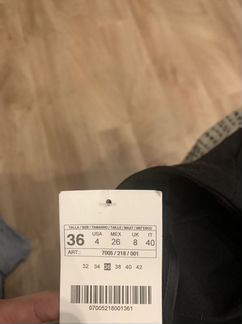 TALLA / SIZE / TAMANHO / TAILLE / MAAT / METERIID
36 USA MEX UK IT
4 26 8 40
ART.: 7005 / 218 / 001
32 34 36 38 40 42
07005218001361